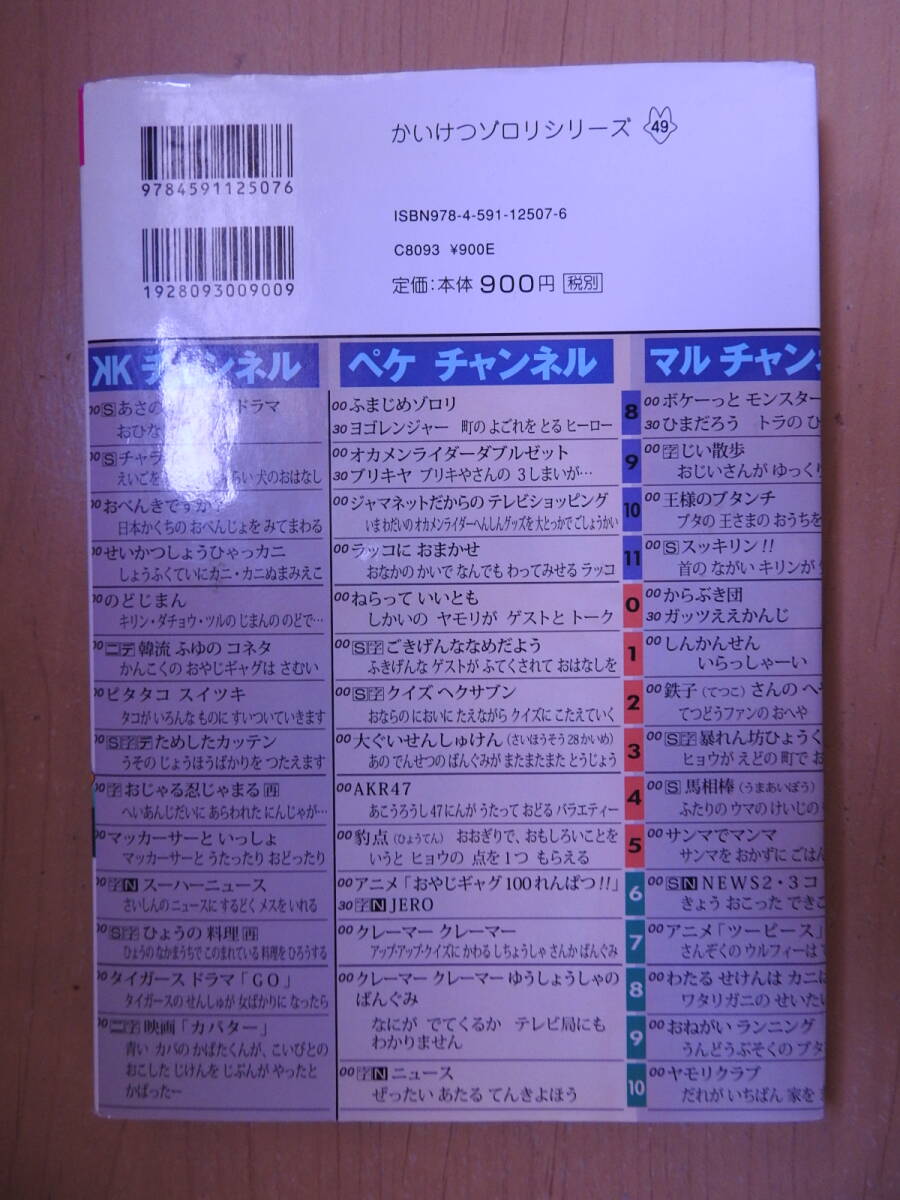 9784591125076
1928093009009
かいけつゾロリシリーズ 49
ISBN978-4-591-12507-6
C8093 ¥900E
定価:本体900円 税別
KK チャンネル
00 S あさの ドラマ
おひな
00 S チャラ
えいごを らい 犬のおはなし
00 おべんきですか?
日本かくちの おべんじょを みてまわる
00 せいかつしょうひゃっカニ
しょうふくていにカニ・カニぬまみえこ
00 のどじまん
キリン・ダチョウ・ツルの じまんの のどで…
00 二 デ 韓流 ふゆの コネタ
かんこくの おやじギャグは さむい
00 ピタタコ スイツキ
タコが いろんな ものに すいついていきます
00 S 字 デ ためしたカッテン
うその じょうほうばかりを つたえます
00 字 おじゃる忍じゃまる 再
へいあんじだいに あらわれた にんじゃが…
00 マッカーサーと いっしょ
マッカーサーと うたったり おどったり
00 字 N スーハーニュース
さいしんの ニュースに するどく メスを いれる
00 S 字 ひょうの 料理 再
ひょうの なかまうちで このまれている 料理を ひろうする
00 タイガース ドラマ「GO」
タイガースの せんしゅが 女ばかりに なったら
00 二 字 映画「カバター」
青い カバの かばたくんが、こいびとの
おこした じけんを じぶんが やったと
かばった…
ペケ チャンネル
00 ふまじめゾロリ
30 ヨゴレンジャー 町の よごれを とる ヒーロー
00 オカメンライダーダブルゼット
30 ブリキヤ ブリキやさんの 3しまいが…
00 ジャマネットだからの テレビショッピング
いまわだいの オカメンライダーへんしんグッズを 大とっかでごしょうかい
00 ラッコに おまかせ
おなかの かいで なんでも わってみせる ラッコ
00 ねらって いいとも
しかいの ヤモリが ゲストと トーク
00 S 字 ごきげんななめだよう
ふきげんな ゲストが ふてくされて おはなしを
00 S 字 クイズ ヘクサブン
おならの においに たえながら クイズに こたえていく
00 大ぐいせんしゅけん(さいほうそう28かいめ)
あの でんせつの ばんぐみが またまたまた とうじょう
00 AKR47
あこうろうし47にんが うたって おどる バラエティー
00 豹点(ひょうてん) おおぎりで、おもしろいことを
いうと ヒョウの 点を1つ もらえる
00 アニメ「おやじギャグ100れんぱつ!!」
30 字 N JERO
00 クレーマー クレーマー
アップ・アップ・クイズに かわる しちょうしゃ さんか ばんぐみ
00 クレーマー クレーマー ゆうしょうしゃの
ばんぐみ
なにが でてくるか テレビ局にも
わかりません
00 字 N ニュース
ぜったい あたる てんきよほう
8
9
10
11
0
1
2
3
4
5
6
7
8
9
10
マル チャン
00 ボケーっと モンスター
30 ひまだろう トラの ひ
00 字 じい散歩
おじいさんが ゆっくり
00 王様のブタンチ
ブタの 王さまの おうちを
00 S スッキリン!!
首の ながい キリンが
00 からぶき団
30 ガッツええかんじ
00 しんかんせん
いらっしゃーい
00 鉄子(てつこ)さんの へや
てつどうファンの おへや
00 S 字 暴れん坊ひょうく
ヒョウが えどの 町で お
00 S 馬相棒(うまあいぼう)
ふたりの ウマの けいじの
00 サンマでマンマ
サンマを おかずに ごはん
00 S N NEWS2・3コ
きょう おこった できご
00 アニメ「ツーピース」
さんぞくの ウルフィーは
00 わたる せけんは カニば
ワタリガニの せいたい
00 おねがい ランニング
うんどうぶそくの ブタ
00 ヤモリクラブ
だれが いちばん 家を